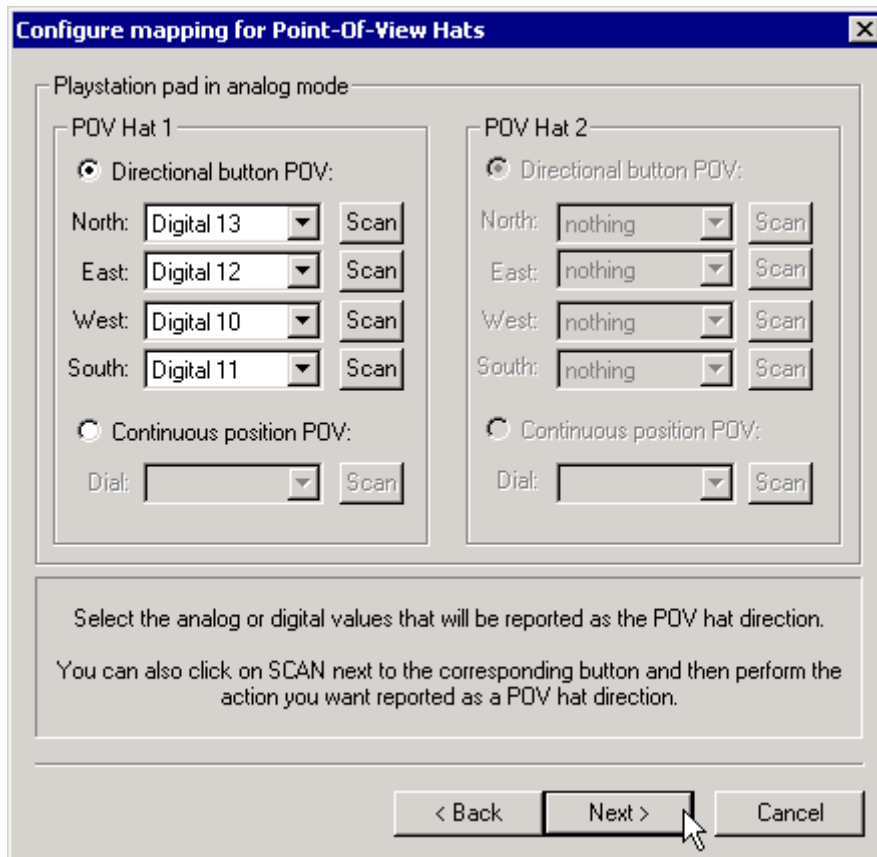 Configure mapping for Point-Of-View Hats
Playstation pad in analog mode
POV Hat 1
Directional button POV:
North: Digital 13 Scan
East: Digital 12 Scan
West: Digital 10 Scan
South: Digital 11 Scan
Continuous position POV:
Dial: Scan
POV Hat 2
Directional button POV:
North: nothing Scan
East: nothing Scan
West: nothing Scan
South: nothing Scan
Continuous position POV:
Dial: Scan
Select the analog or digital values that will be reported as the POV hat direction.
You can also click on SCAN next to the corresponding button and then perform the
action you want reported as a POV hat direction.
< Back Next > Cancel